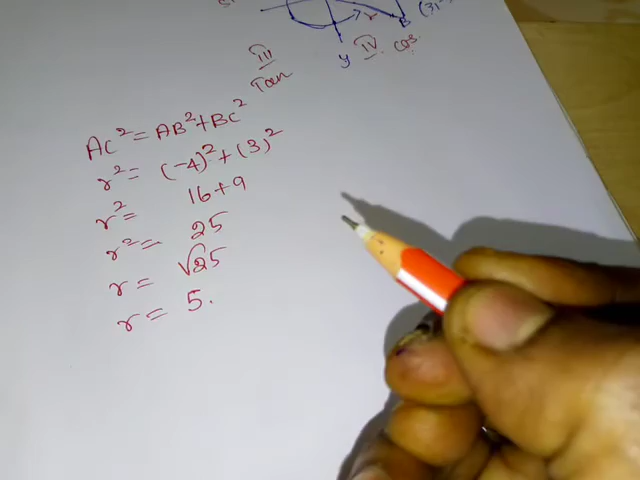 r
B
(3,-
y
IV
cos
III
Tan
AC² = AB² + BC²
r² = (-4)² + (3)²
r² = 16+9
r² = 25
r = √25
r = 5.